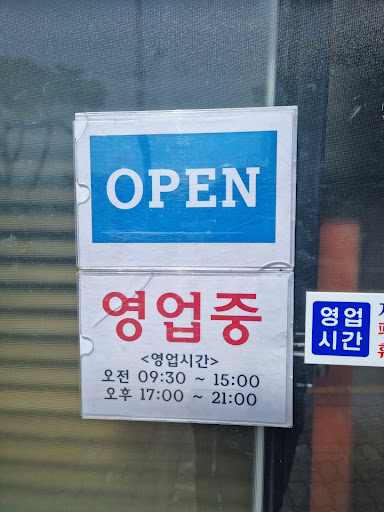 OPEN
영업중
<영업시간>
오전 09:30 ~ 15:00
오후 17:00 ~ 21:00
영업
시간